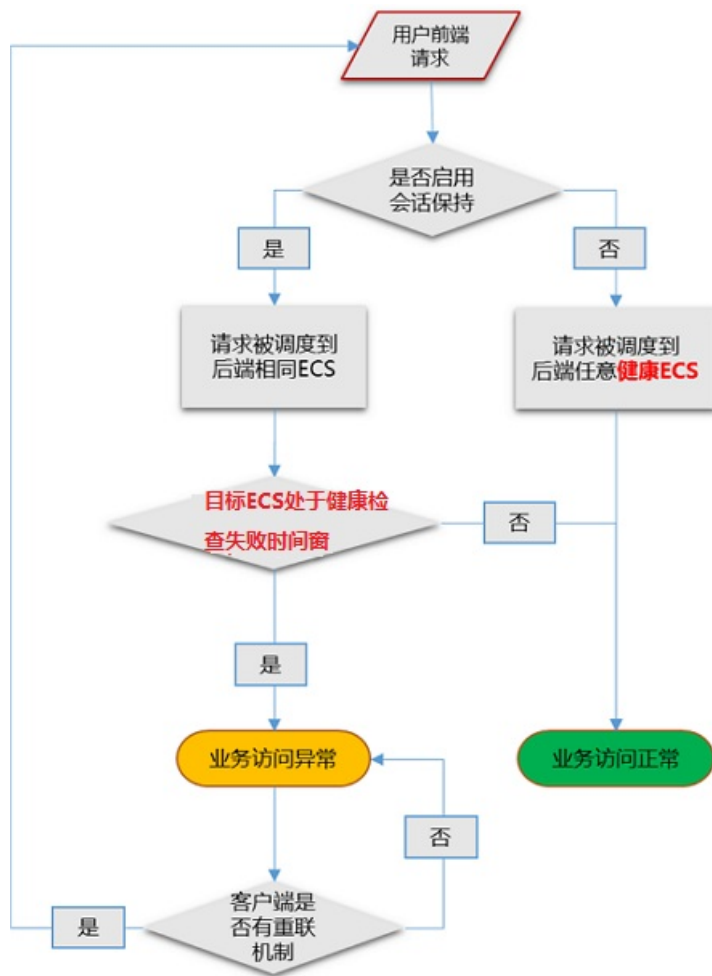 用户前端
请求
是否启用
会话保持
是
否
请求被调度到
后端相同ECS
请求被调度到
后端任意健康ECS
目标ECS处于健康检
查失败时间窗
否
是
业务访问异常
业务访问正常
否
客户端是
否有重联
机制
是